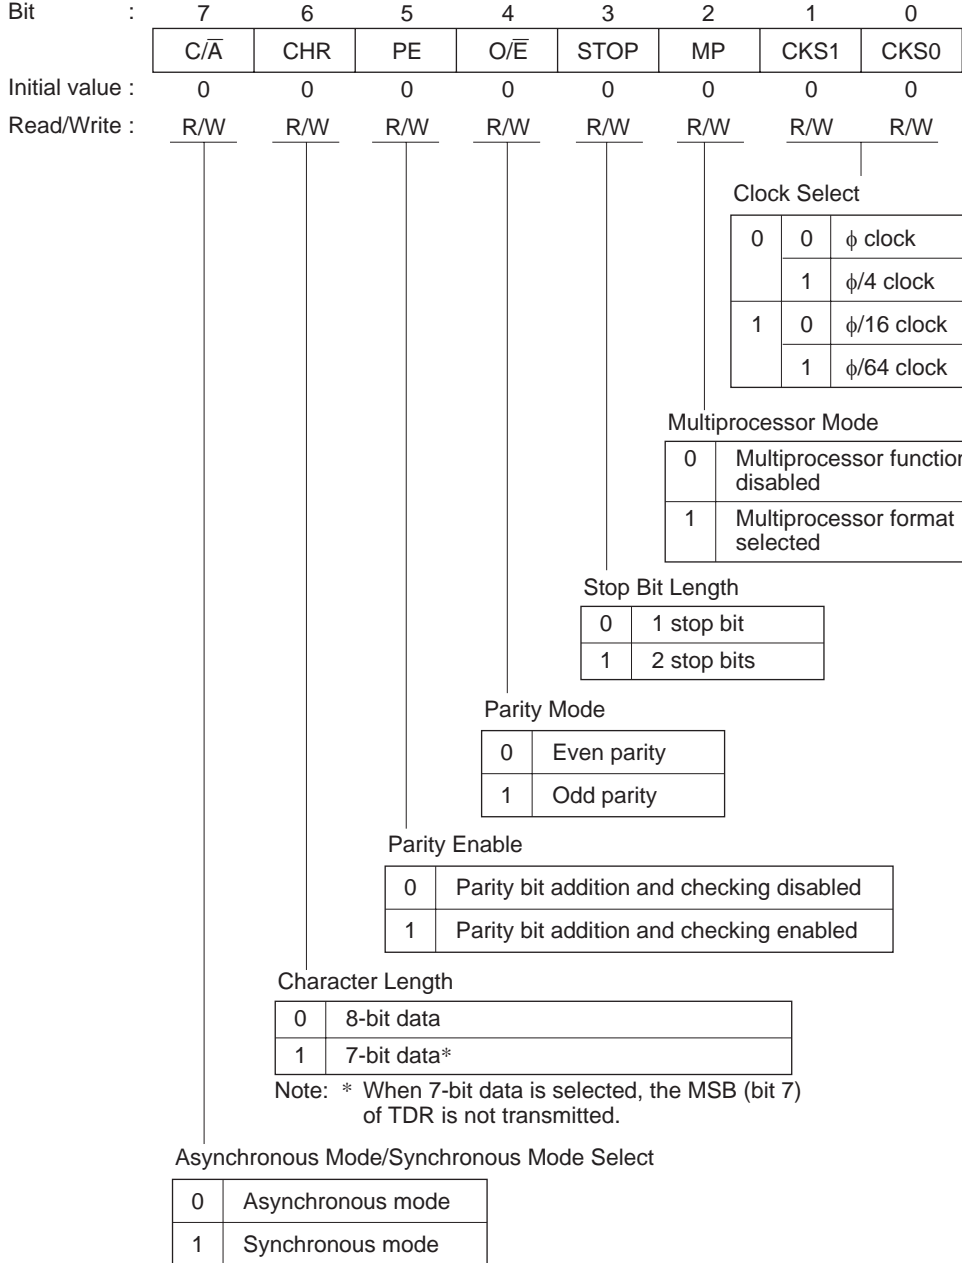 Bit : 7 6 5 4 3 2 1 0
C/A̅ CHR PE O/E̅ STOP MP CKS1 CKS0
Initial value : 0 0 0 0 0 0 0 0
Read/Write : R/W R/W R/W R/W R/W R/W R/W R/W
Clock Select
0 0 ϕ clock
1 ϕ/4 clock
1 0 ϕ/16 clock
1 ϕ/64 clock
Multiprocessor Mode
0 Multiprocessor function
disabled
1 Multiprocessor format
selected
Stop Bit Length
0 1 stop bit
1 2 stop bits
Parity Mode
0 Even parity
1 Odd parity
Parity Enable
0 Parity bit addition and checking disabled
1 Parity bit addition and checking enabled
Character Length
0 8-bit data
1 7-bit data*
Note: * When 7-bit data is selected, the MSB (bit 7)
of TDR is not transmitted.
Asynchronous Mode/Synchronous Mode Select
0 Asynchronous mode
1 Synchronous mode